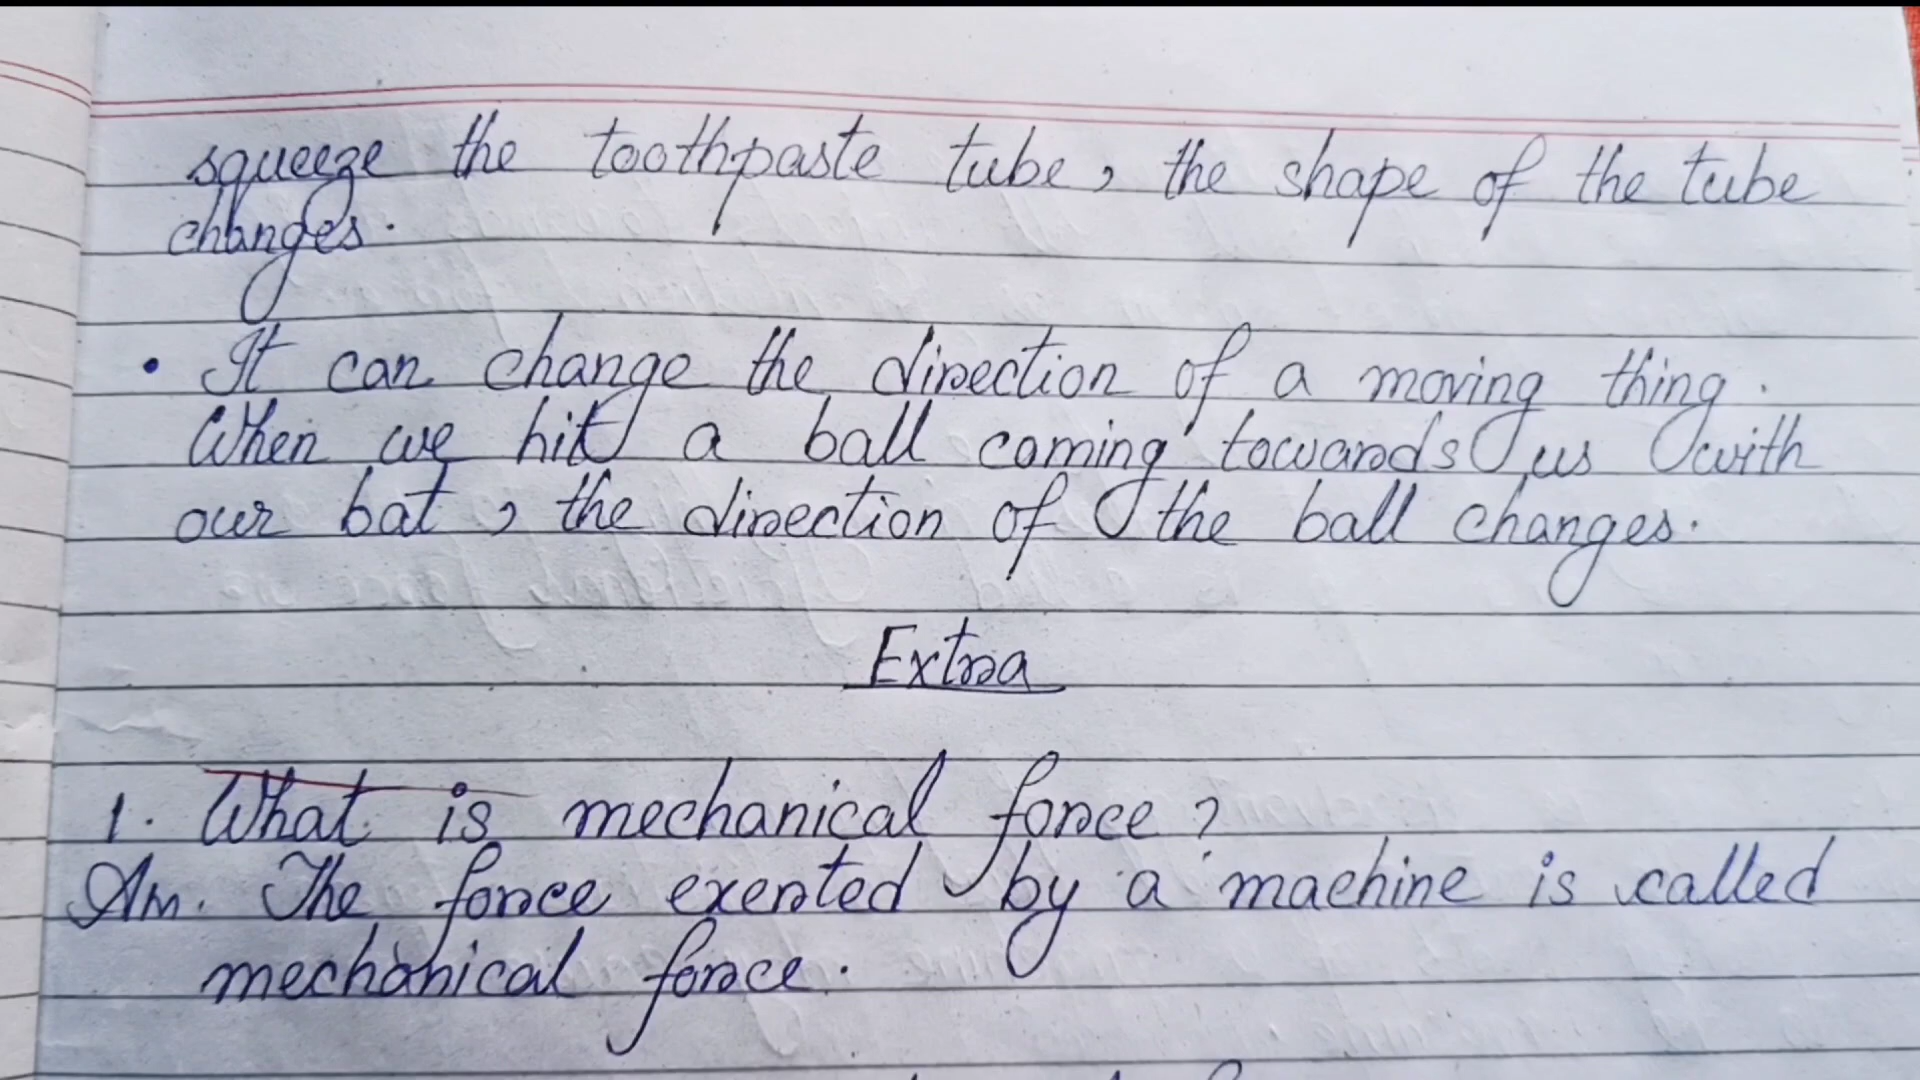 squeeze the toothpaste tube, the shape of the tube
changes.
• It can change the direction of a moving thing.
When we hit a ball coming towards us with
our bat, the direction of the ball changes.
Extra
1. What is mechanical force?
Ans. The force exerted by a machine is called
mechanical force.